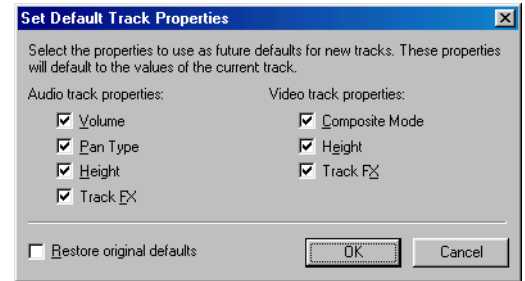 Set Default Track Properties
Select the properties to use as future defaults for new tracks. These properties
will default to the values of the current track.
Audio track properties: Video track properties:
Volume Composite Mode
Pan Type Height
Height Track FX
Track FX
Restore original defaults OK Cancel